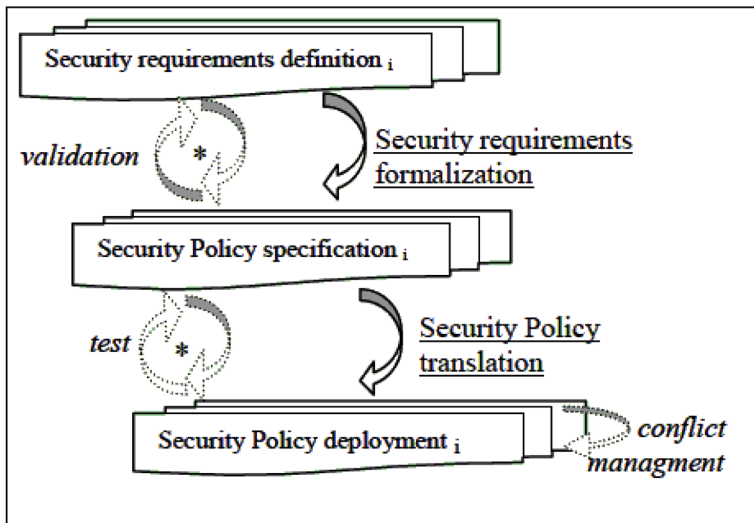 Security requirements definition i
validation
*
Security requirements
formalization
Security Policy specification i
test
*
Security Policy
translation
Security Policy deployment i
conflict
managment